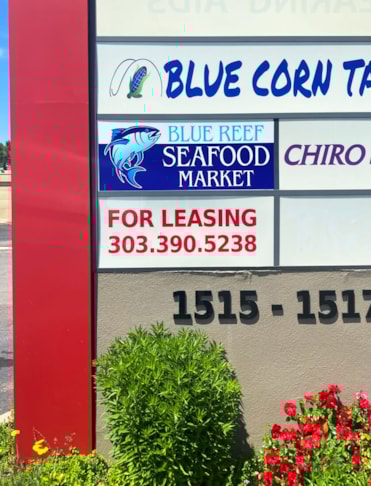 BLUE CORN TA
BLUE REEF
SEAFOOD
MARKET
CHIRO
FOR LEASING
303.390.5238
1515 - 1517